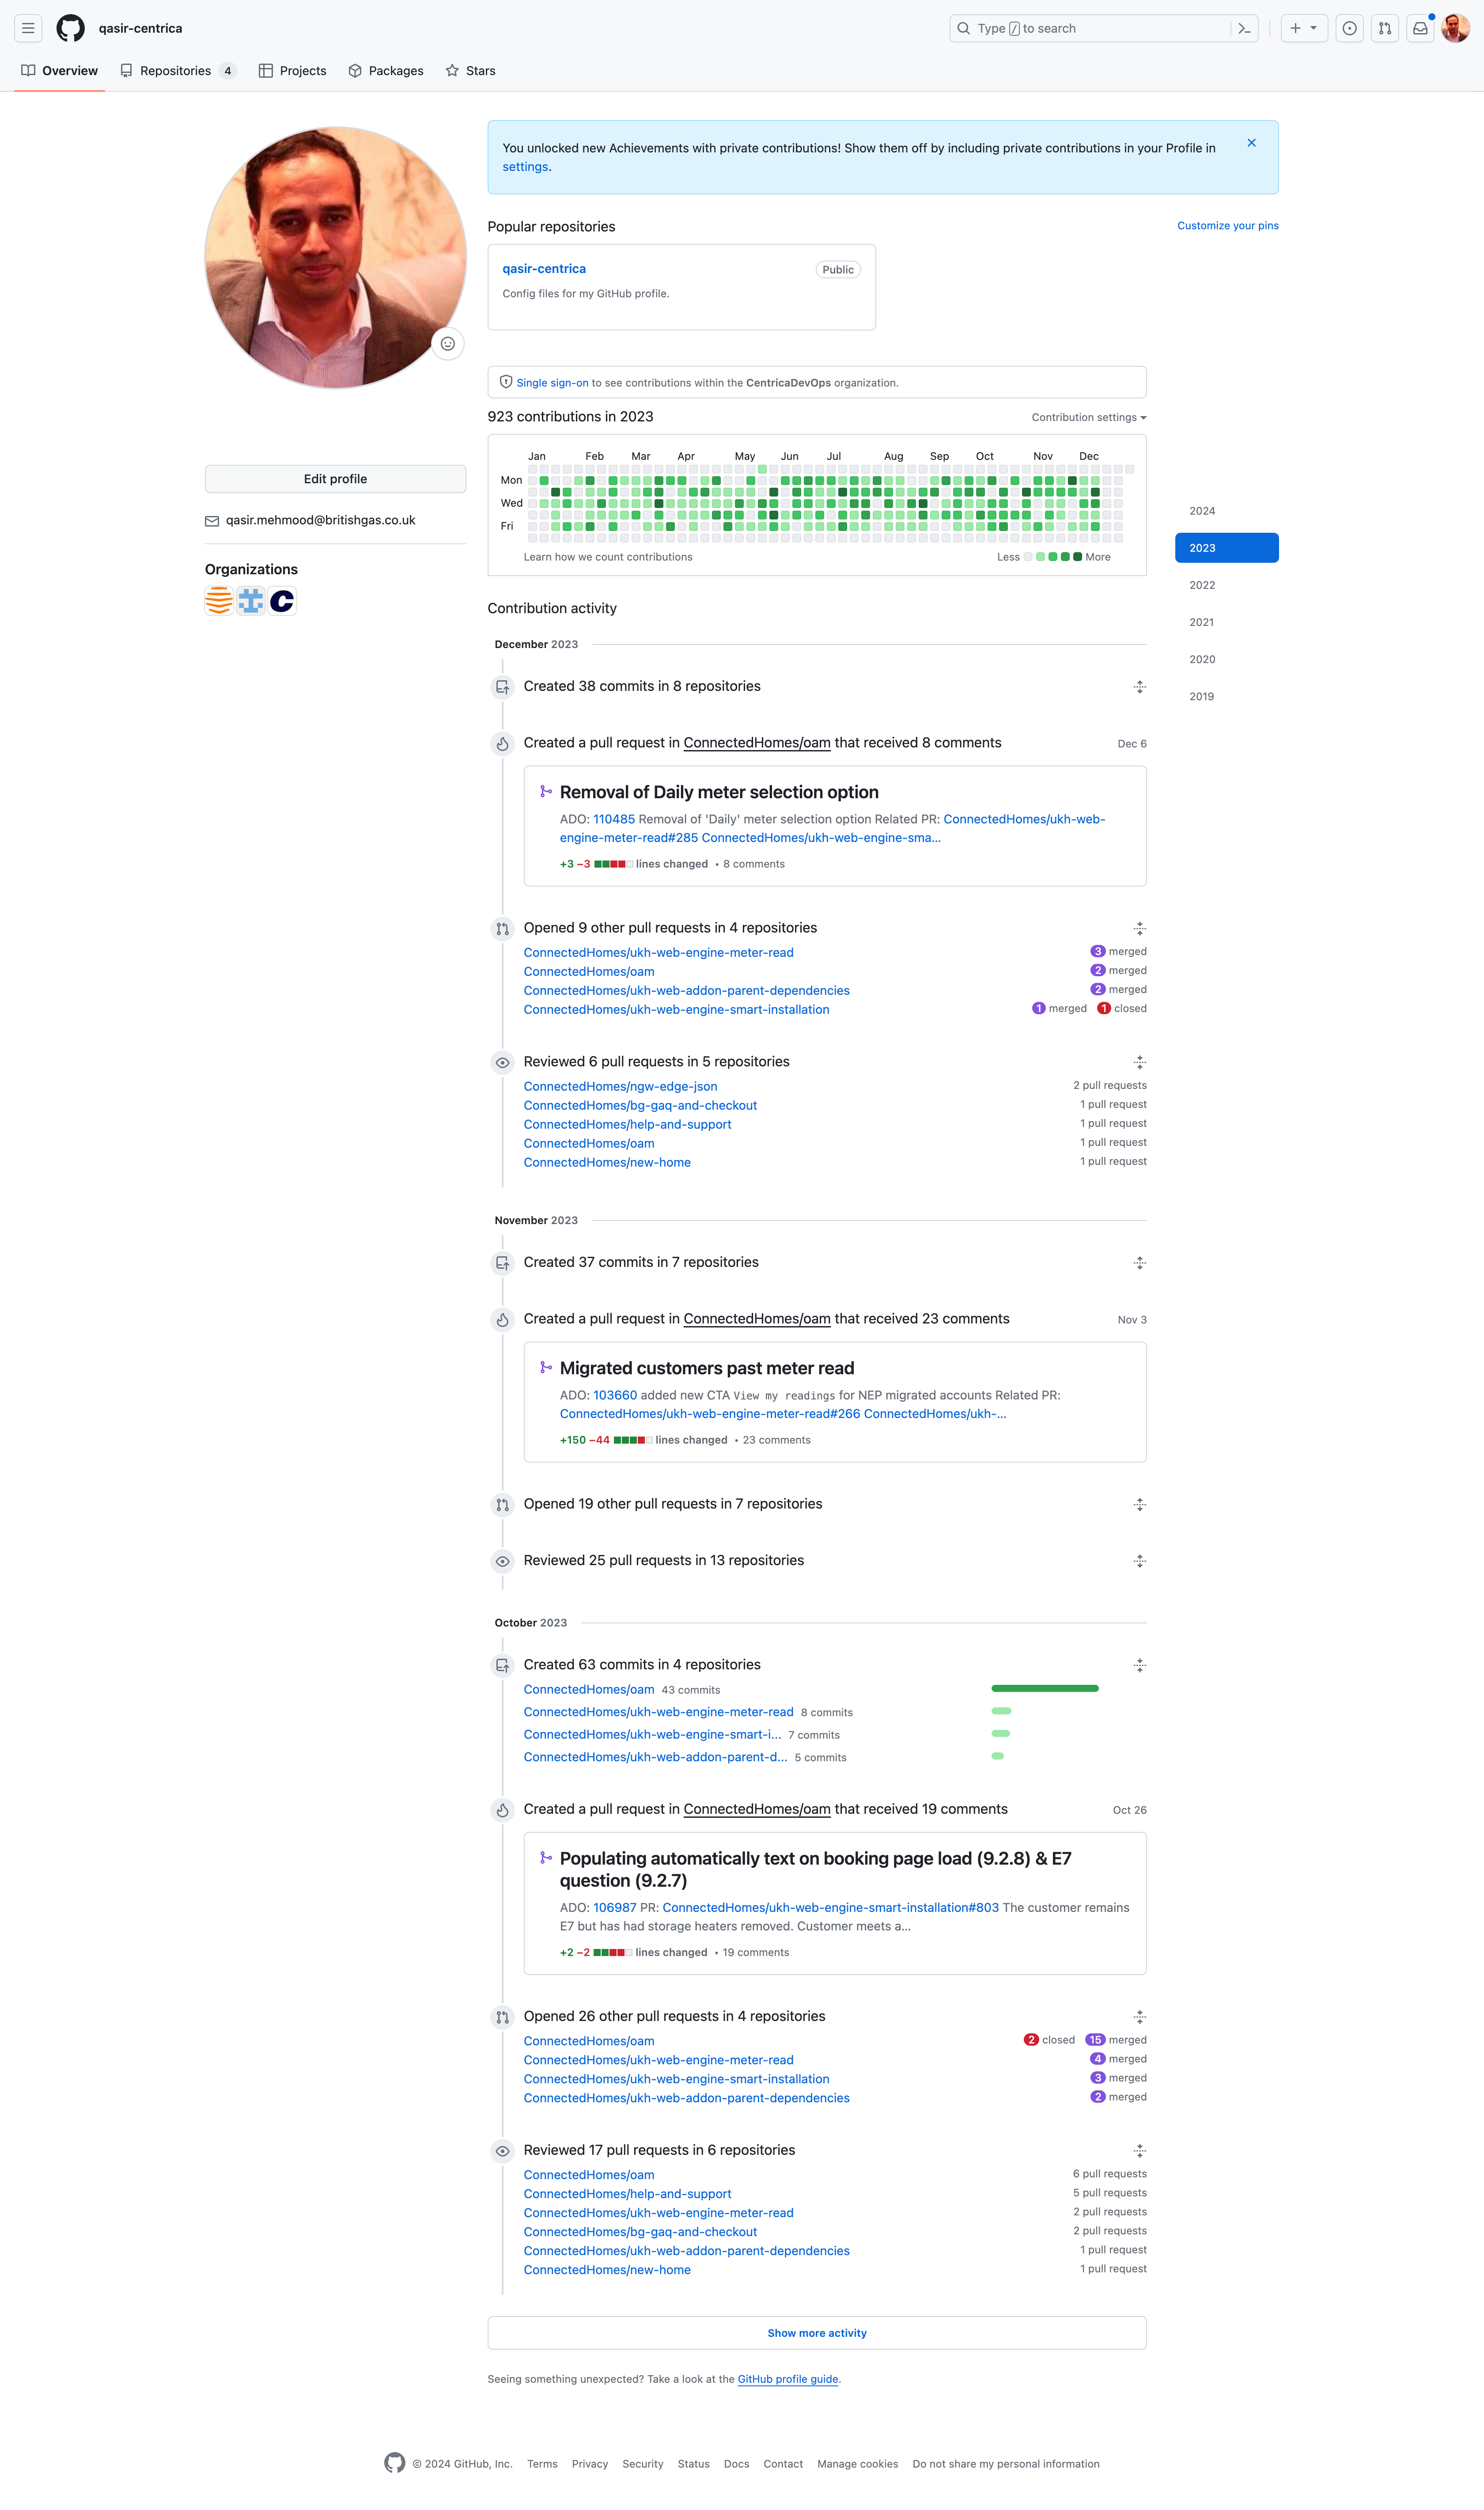 qasir-centrica
Type / to search
Overview
Repositories 4
Projects
Packages
Stars
You unlocked new Achievements with private contributions! Show them off by including private contributions in your Profile in
settings.
Popular repositories
Customize your pins
qasir-centrica
Public
Config files for my GitHub profile.
Edit profile
qasir.mehmood@britishgas.co.uk
Organizations
Single sign-on to see contributions within the CentricaDevOps organization.
923 contributions in 2023
Contribution settings
Jan Feb Mar Apr May Jun Jul Aug Sep Oct Nov Dec
Mon
Wed
Fri
Learn how we count contributions
Less More
2024
2023
2022
2021
2020
2019
Contribution activity
December 2023
Created 38 commits in 8 repositories
Created a pull request in ConnectedHomes/oam that received 8 comments
Dec 6
Removal of Daily meter selection option
ADO: 110485 Removal of 'Daily' meter selection option Related PR: ConnectedHomes/ukh-web-
engine-meter-read#285 ConnectedHomes/ukh-web-engine-sma...
+3 −3 lines changed • 8 comments
Opened 9 other pull requests in 4 repositories
ConnectedHomes/ukh-web-engine-meter-read 3 merged
ConnectedHomes/oam 2 merged
ConnectedHomes/ukh-web-addon-parent-dependencies 2 merged
ConnectedHomes/ukh-web-engine-smart-installation 1 merged 1 closed
Reviewed 6 pull requests in 5 repositories
ConnectedHomes/ngw-edge-json 2 pull requests
ConnectedHomes/bg-gaq-and-checkout 1 pull request
ConnectedHomes/help-and-support 1 pull request
ConnectedHomes/oam 1 pull request
ConnectedHomes/new-home 1 pull request
November 2023
Created 37 commits in 7 repositories
Created a pull request in ConnectedHomes/oam that received 23 comments
Nov 3
Migrated customers past meter read
ADO: 103660 added new CTA View my readings for NEP migrated accounts Related PR:
ConnectedHomes/ukh-web-engine-meter-read#266 ConnectedHomes/ukh-...
+150 −44 lines changed • 23 comments
Opened 19 other pull requests in 7 repositories
Reviewed 25 pull requests in 13 repositories
October 2023
Created 63 commits in 4 repositories
ConnectedHomes/oam 43 commits
ConnectedHomes/ukh-web-engine-meter-read 8 commits
ConnectedHomes/ukh-web-engine-smart-i... 7 commits
ConnectedHomes/ukh-web-addon-parent-d... 5 commits
Created a pull request in ConnectedHomes/oam that received 19 comments
Oct 26
Populating automatically text on booking page load (9.2.8) & E7
question (9.2.7)
ADO: 106987 PR: ConnectedHomes/ukh-web-engine-smart-installation#803 The customer remains
E7 but has had storage heaters removed. Customer meets a...
+2 −2 lines changed • 19 comments
Opened 26 other pull requests in 4 repositories
ConnectedHomes/oam 2 closed 15 merged
ConnectedHomes/ukh-web-engine-meter-read 4 merged
ConnectedHomes/ukh-web-engine-smart-installation 3 merged
ConnectedHomes/ukh-web-addon-parent-dependencies 2 merged
Reviewed 17 pull requests in 6 repositories
ConnectedHomes/oam 6 pull requests
ConnectedHomes/help-and-support 5 pull requests
ConnectedHomes/ukh-web-engine-meter-read 2 pull requests
ConnectedHomes/bg-gaq-and-checkout 2 pull requests
ConnectedHomes/ukh-web-addon-parent-dependencies 1 pull request
ConnectedHomes/new-home 1 pull request
Show more activity
Seeing something unexpected? Take a look at the GitHub profile guide.
© 2024 GitHub, Inc. Terms Privacy Security Status Docs Contact Manage cookies Do not share my personal information